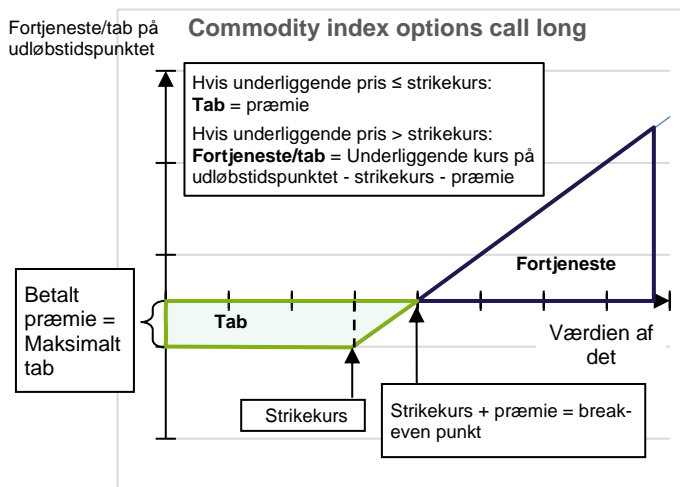 Fortjeneste/tab på
udløbstidspunktet
Commodity index options call long
Hvis underliggende pris ≤ strikekurs:
Tab = præmie
Hvis underliggende pris > strikekurs:
Fortjeneste/tab = Underliggende kurs på
udløbstidspunktet - strikekurs - præmie
Fortjeneste
Betalt
præmie =
Maksimalt
tab
Tab
Værdien af
det
Strikekurs
Strikekurs + præmie = break-
even punkt